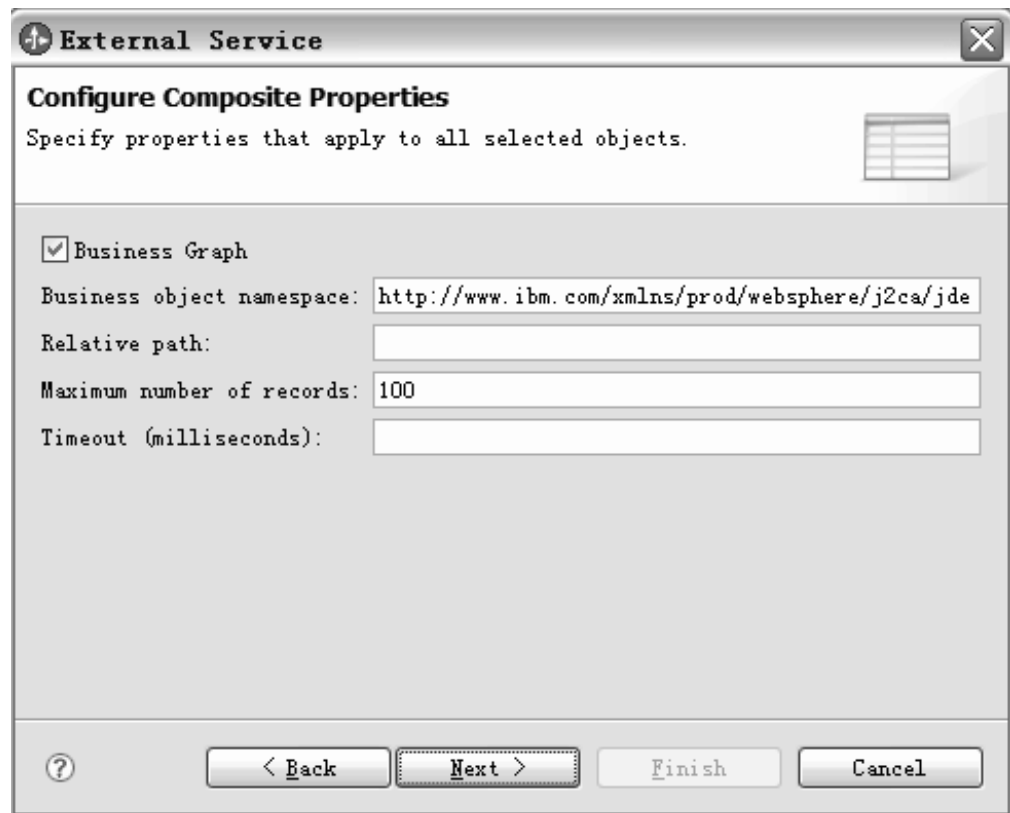 External Service
Configure Composite Properties
Specify properties that apply to all selected objects.
Business Graph
Business object namespace: http://www.ibm.com/xmlns/prod/websphere/j2ca/jde
Relative path:
Maximum number of records: 100
Timeout (milliseconds):
? < Back Next > Finish Cancel